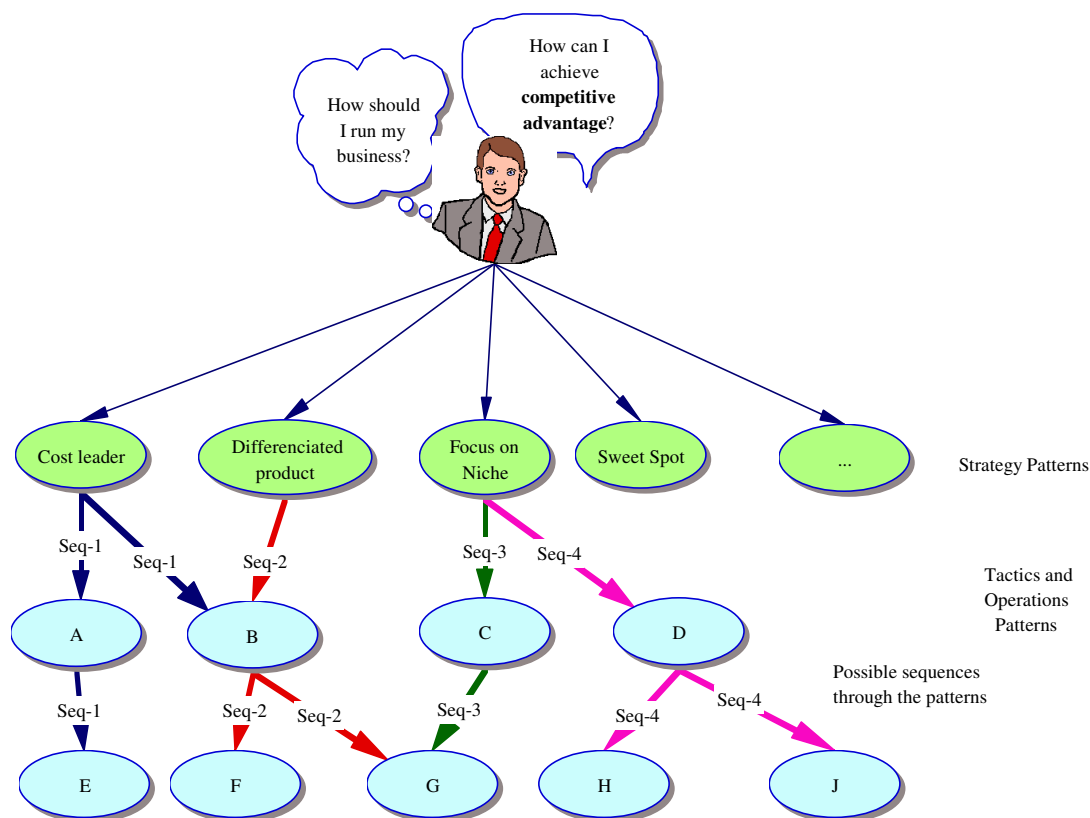 How can I
achieve
competitive
advantage?
How should
I run my
business?
Cost leader
Differenciated
product
Focus on
Niche
Sweet Spot
...
Strategy Patterns
Seq-1
Seq-1
Seq-2
Seq-3
Seq-4
Tactics and
Operations
Patterns
A
B
C
D
Possible sequences
through the patterns
Seq-1
Seq-2
Seq-2
Seq-3
Seq-4
Seq-4
E
F
G
H
J